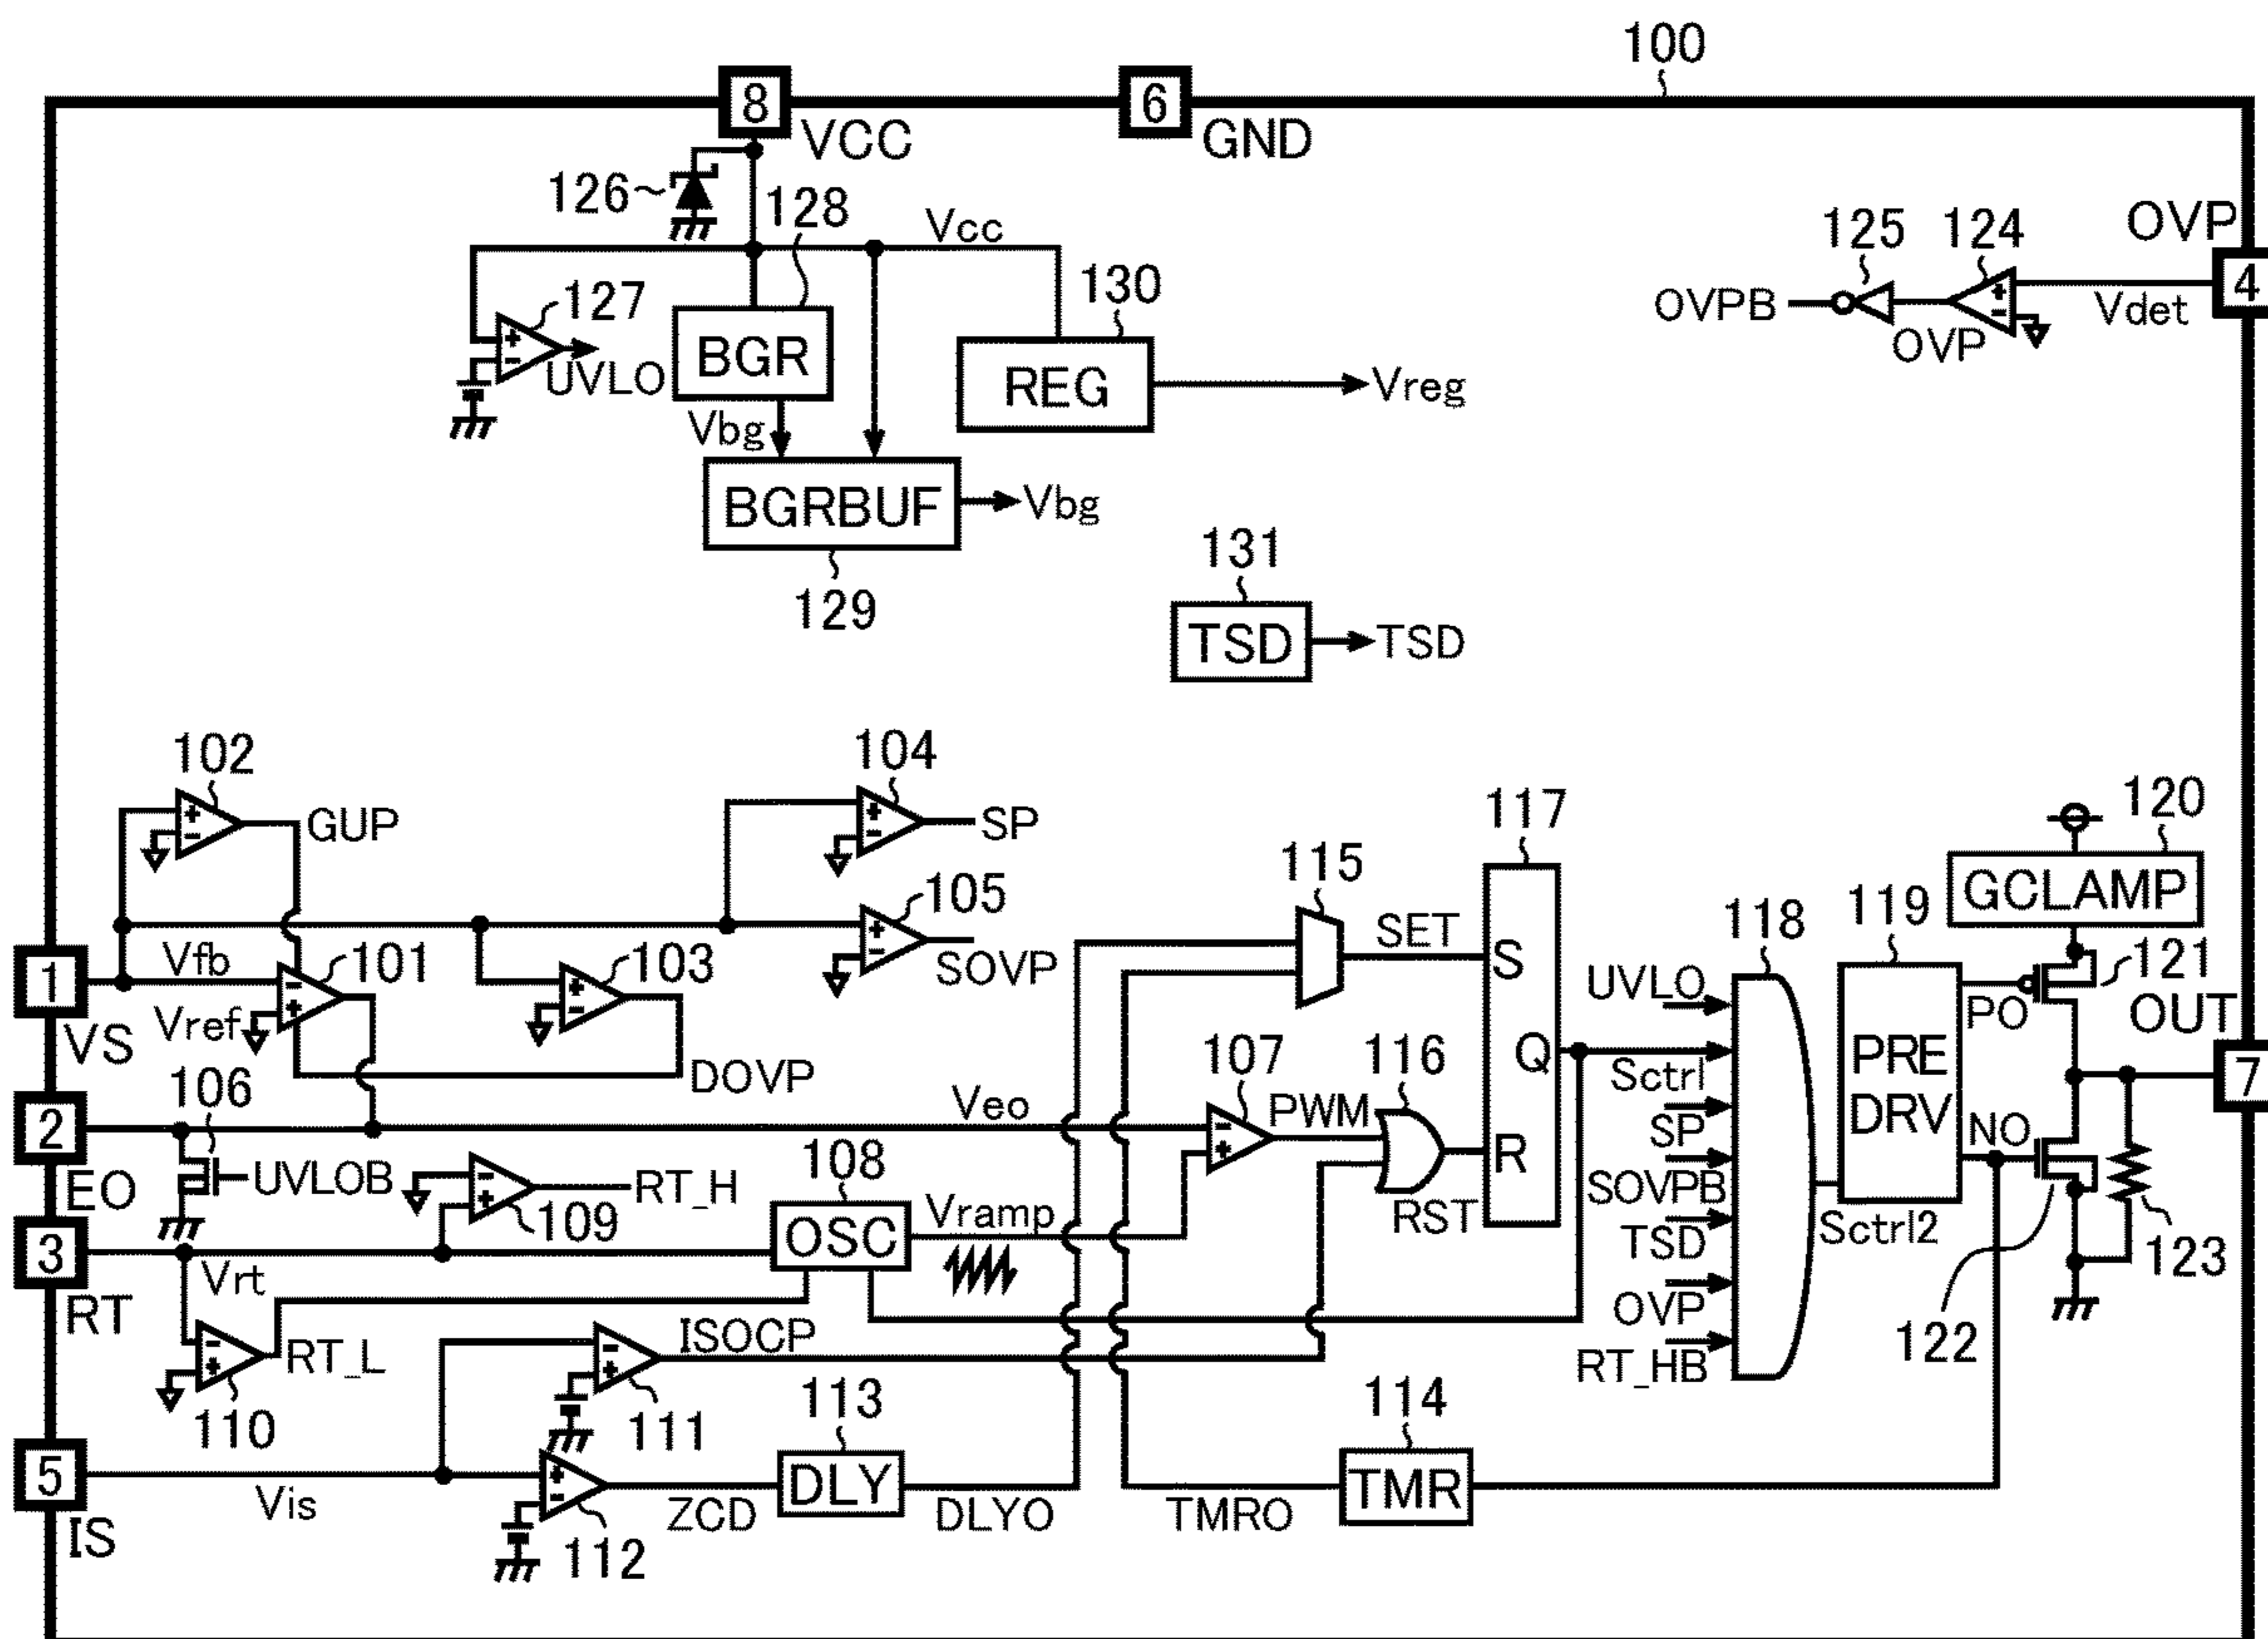 100
8
VCC
6
GND
126
128
Vcc
OVP
4
125
124
OVPB
OVP
Vdet
127
UVLO
BGR
130
REG
Vreg
Vbg
BGRBUF
Vbg
129
131
TSD
TSD
102
GUP
104
SP
105
SOVP
1
VS
Vfb
Vref
101
103
DOVP
115
SET
117
S
Q
R
118
119
120
GCLAMP
121
OUT
7
2
EO
106
UVLOB
Veo
107
PWM
116
RST
UVLO
Sctrl
SP
SOVPB
TSD
OVP
RT_HB
Sctrl2
PRE
DRV
PO
NO
122
123
3
RT
Vrt
109
RT_H
108
OSC
Vramp
110
RT_L
111
ISOCP
5
IS
Vis
112
ZCD
113
DLY
DLYO
TMRO
114
TMR